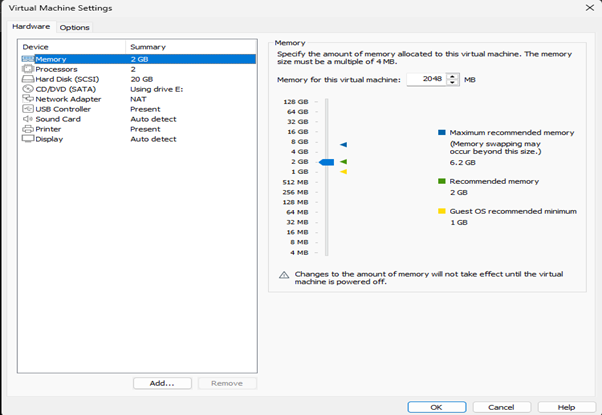 Virtual Machine Settings
Hardware Options
Device Summary
Memory 2 GB
Processors 2
Hard Disk (SCSI) 20 GB
CD/DVD (SATA) Using drive E:
Network Adapter NAT
USB Controller Present
Sound Card Auto detect
Printer Present
Display Auto detect
Add... Remove
Memory
Specify the amount of memory allocated to this virtual machine. The memory
size must be a multiple of 4 MB.
Memory for this virtual machine: 2048 MB
128 GB
64 GB
32 GB
16 GB
8 GB
4 GB
2 GB
1 GB
512 MB
256 MB
128 MB
64 MB
32 MB
16 MB
8 MB
4 MB
Maximum recommended memory
(Memory swapping may
occur beyond this size.)
6.2 GB
Recommended memory
2 GB
Guest OS recommended minimum
1 GB
Changes to the amount of memory will not take effect until the virtual
machine is powered off.
OK Cancel Help